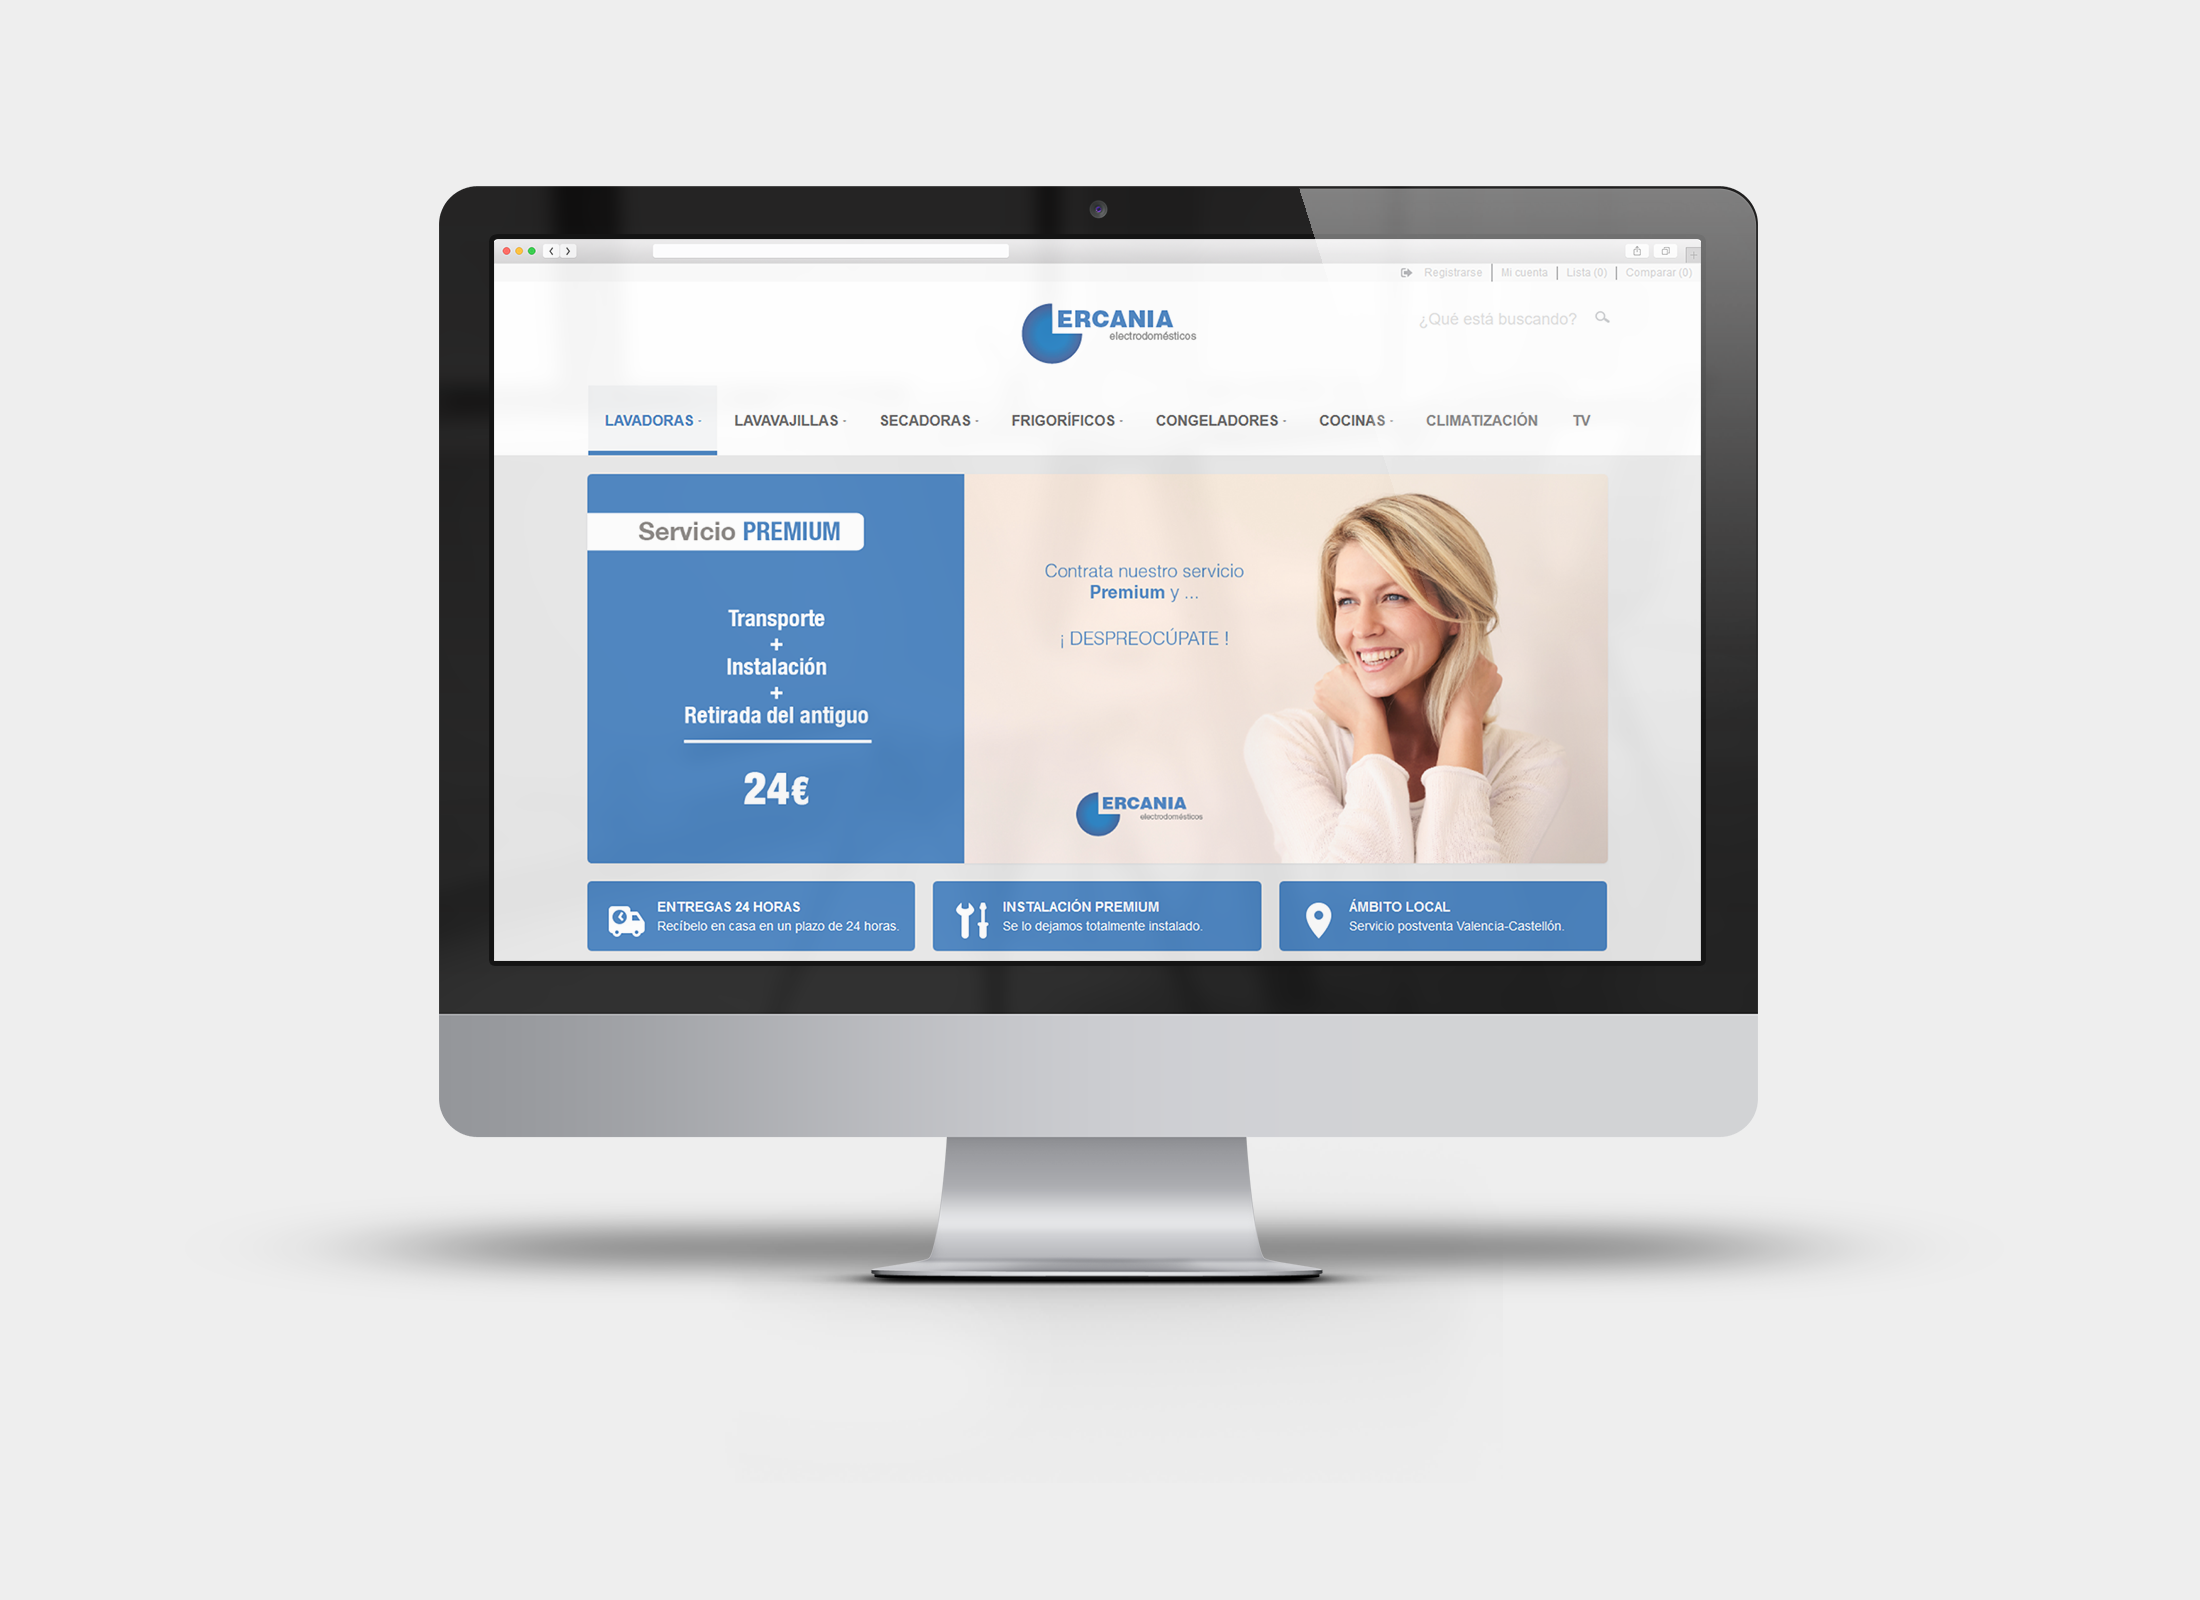 Registrarse | Mi cuenta | Lista (0) | Comparar (0)
ERCANIA
electrodomésticos
¿Qué está buscando?
LAVADORAS - LAVAVAJILLAS - SECADORAS - FRIGORÍFICOS - CONGELADORES - COCINAS - CLIMATIZACIÓN TV
Servicio PREMIUM
Transporte
+
Instalación
+
Retirada del antiguo
24€
Contrata nuestro servicio
Premium y ...
¡ DESPREOCÚPATE !
ERCANIA
electrodomésticos
ENTREGAS 24 HORAS
Recíbelo en casa en un plazo de 24 horas.
INSTALACIÓN PREMIUM
Se lo dejamos totalmente instalado.
ÁMBITO LOCAL
Servicio postventa Valencia-Castellón.